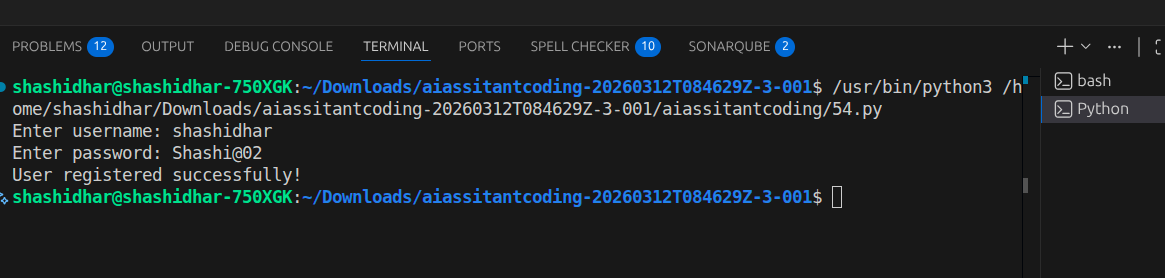 PROBLEMS 12 OUTPUT DEBUG CONSOLE TERMINAL PORTS SPELL CHECKER 10 SONARQUBE 2
shashidhar@shashidhar-750XGK:~/Downloads/aiassitantcoding-20260312T084629Z-3-001$ /usr/bin/python3 /h
ome/shashidhar/Downloads/aiassitantcoding-20260312T084629Z-3-001/aiassitantcoding/54.py
Enter username: shashidhar
Enter password: Shashi@02
User registered successfully!
shashidhar@shashidhar-750XGK:~/Downloads/aiassitantcoding-20260312T084629Z-3-001$
bash
Python